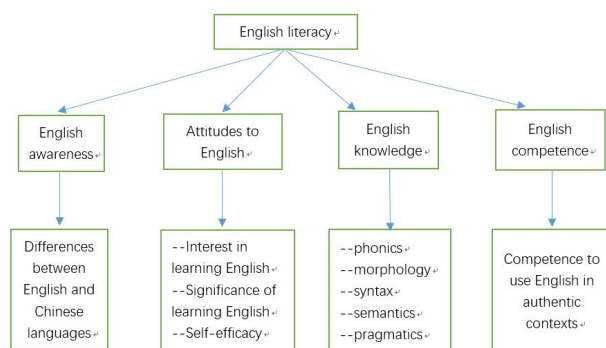 English literacy
English
awareness
Attitudes to
English
English
knowledge
English
competence
Differences
between
English and
Chinese
languages
--Interest in
learning English
--Significance of
learning English
--Self-efficacy
--phonics
--morphology
--syntax
--semantics
--pragmatics
Competence to
use English in
authentic
contexts